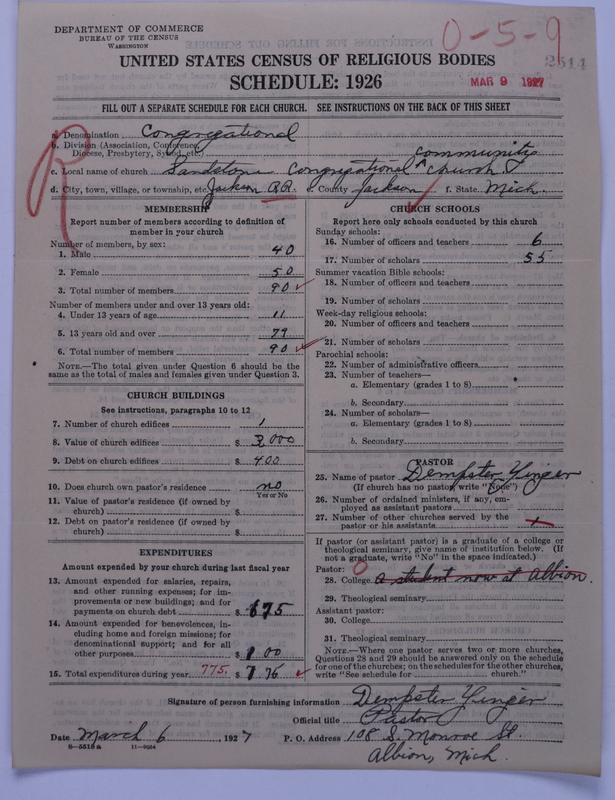 DEPARTMENT OF COMMERCE
BUREAU OF THE CENSUS
WASHINGTON
0-5-9
2514
UNITED STATES CENSUS OF RELIGIOUS BODIES
SCHEDULE: 1926
MAR 9 1927
FILL OUT A SEPARATE SCHEDULE FOR EACH CHURCH. SEE INSTRUCTIONS ON THE BACK OF THIS SHEET
R
a. Denomination Congregational
b. Division (Association, Conference, Diocese, Presbytery, Synod, etc.)
c. Local name of church Sandstone Congregational Community Church
d. City, town, village, or township, etc. Jackson RR e. County Jackson f. State Mich.
MEMBERSHIP
Report number of members according to definition of
member in your church
Number of members, by sex:
1. Male 40
2. Female 50
3. Total number of members 90
Number of members under and over 13 years old:
4. Under 13 years of age 11
5. 13 years old and over 79
6. Total number of members 90
NOTE.—The total given under Question 6 should be
same as the total of males and females given under Question 3.
CHURCH BUILDINGS
See instructions, paragraphs 10 to 12
7. Number of church edifices 1
8. Value of church edifices $ 3,000
9. Debt on church edifices $ 400
10. Does church own pastor's residence? no
Yes or No
11. Value of pastor's residence (if owned by
church) $
12. Debt on pastor's residence (if owned by
church) $
EXPENDITURES
Amount expended by your church during last fiscal year
13. Amount expended for salaries, repairs,
and other running expenses; for im-
provements or new buildings; and for
payments on church debt $ 675
14. Amount expended for benevolences, in-
cluding home and foreign missions; for
denominational support; and for all
other purposes $ 100
15. Total expenditures during year 775. $
CHURCH SCHOOLS
Report here only schools conducted by this church
Sunday schools:
16. Number of officers and teachers 6
17. Number of scholars 55
Summer vacation Bible schools:
18. Number of officers and teachers
19. Number of scholars
Week-day religious schools:
20. Number of officers and teachers
21. Number of scholars
Parochial schools:
22. Number of administrative officers
23. Number of teachers—
a. Elementary (grades 1 to 8)
b. Secondary
24. Number of scholars—
a. Elementary (grades 1 to 8)
b. Secondary
PASTOR
25. Name of pastor Dempster Yinger
(If church has no pastor, write "None")
26. Number of ordained ministers, if any, em-
ployed as assistant pastors
27. Number of other churches served by the
pastor or his assistants
If pastor (or assistant pastor) is a graduate of a college or
theological seminary, give name of institution below. (If
not a graduate, write "No" in the space indicated.)
Pastor: 0
28. College a student now at Albion.
29. Theological seminary
Assistant pastor:
30. College
31. Theological seminary
NOTE.—Where one pastor serves two or more churches,
Questions 28 and 29 should be answered only on the schedule
for one of the churches; on the schedules for the other churches,
write "See schedule for church."
Signature of person furnishing information Dempster Yinger
Official title Pastor
Date March 6, 1927 P. O. Address 108 S. Monroe St.
8-5519a 11-9024
Albion, Mich.